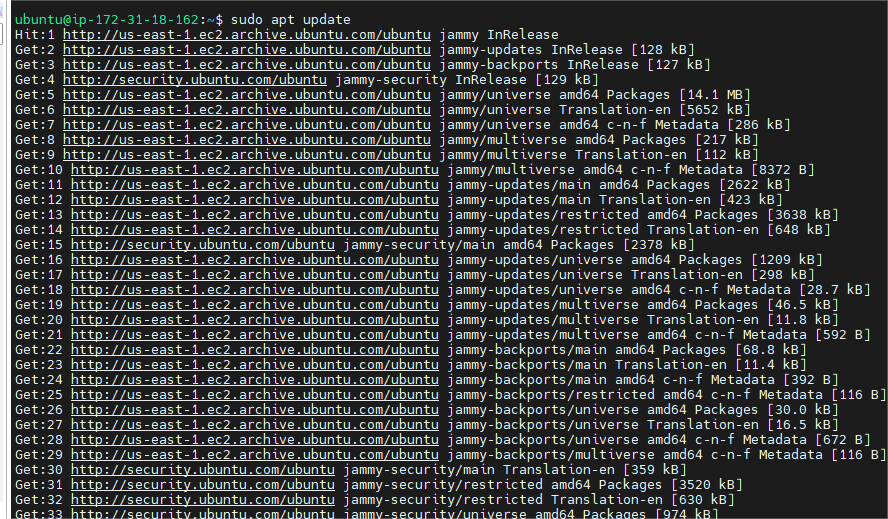 ubuntu@ip-172-31-18-162:~$ sudo apt update
Hit:1 http://us-east-1.ec2.archive.ubuntu.com/ubuntu jammy InRelease
Get:2 http://us-east-1.ec2.archive.ubuntu.com/ubuntu jammy-updates InRelease [128 kB]
Get:3 http://us-east-1.ec2.archive.ubuntu.com/ubuntu jammy-backports InRelease [127 kB]
Get:4 http://security.ubuntu.com/ubuntu jammy-security InRelease [129 kB]
Get:5 http://us-east-1.ec2.archive.ubuntu.com/ubuntu jammy/universe amd64 Packages [14.1 MB]
Get:6 http://us-east-1.ec2.archive.ubuntu.com/ubuntu jammy/universe Translation-en [5652 kB]
Get:7 http://us-east-1.ec2.archive.ubuntu.com/ubuntu jammy/universe amd64 c-n-f Metadata [286 kB]
Get:8 http://us-east-1.ec2.archive.ubuntu.com/ubuntu jammy/multiverse amd64 Packages [217 kB]
Get:9 http://us-east-1.ec2.archive.ubuntu.com/ubuntu jammy/multiverse Translation-en [112 kB]
Get:10 http://us-east-1.ec2.archive.ubuntu.com/ubuntu jammy/multiverse amd64 c-n-f Metadata [8372 B]
Get:11 http://us-east-1.ec2.archive.ubuntu.com/ubuntu jammy-updates/main amd64 Packages [2622 kB]
Get:12 http://us-east-1.ec2.archive.ubuntu.com/ubuntu jammy-updates/main Translation-en [423 kB]
Get:13 http://us-east-1.ec2.archive.ubuntu.com/ubuntu jammy-updates/restricted amd64 Packages [3638 kB]
Get:14 http://us-east-1.ec2.archive.ubuntu.com/ubuntu jammy-updates/restricted Translation-en [648 kB]
Get:15 http://security.ubuntu.com/ubuntu jammy-security/main amd64 Packages [2378 kB]
Get:16 http://us-east-1.ec2.archive.ubuntu.com/ubuntu jammy-updates/universe amd64 Packages [1209 kB]
Get:17 http://us-east-1.ec2.archive.ubuntu.com/ubuntu jammy-updates/universe Translation-en [298 kB]
Get:18 http://us-east-1.ec2.archive.ubuntu.com/ubuntu jammy-updates/universe amd64 c-n-f Metadata [28.7 kB]
Get:19 http://us-east-1.ec2.archive.ubuntu.com/ubuntu jammy-updates/multiverse amd64 Packages [46.5 kB]
Get:20 http://us-east-1.ec2.archive.ubuntu.com/ubuntu jammy-updates/multiverse Translation-en [11.8 kB]
Get:21 http://us-east-1.ec2.archive.ubuntu.com/ubuntu jammy-updates/multiverse amd64 c-n-f Metadata [592 B]
Get:22 http://us-east-1.ec2.archive.ubuntu.com/ubuntu jammy-backports/main amd64 Packages [68.8 kB]
Get:23 http://us-east-1.ec2.archive.ubuntu.com/ubuntu jammy-backports/main Translation-en [11.4 kB]
Get:24 http://us-east-1.ec2.archive.ubuntu.com/ubuntu jammy-backports/main amd64 c-n-f Metadata [392 B]
Get:25 http://us-east-1.ec2.archive.ubuntu.com/ubuntu jammy-backports/restricted amd64 c-n-f Metadata [116 B]
Get:26 http://us-east-1.ec2.archive.ubuntu.com/ubuntu jammy-backports/universe amd64 Packages [30.0 kB]
Get:27 http://us-east-1.ec2.archive.ubuntu.com/ubuntu jammy-backports/universe Translation-en [16.5 kB]
Get:28 http://us-east-1.ec2.archive.ubuntu.com/ubuntu jammy-backports/universe amd64 c-n-f Metadata [672 B]
Get:29 http://us-east-1.ec2.archive.ubuntu.com/ubuntu jammy-backports/multiverse amd64 c-n-f Metadata [116 B]
Get:30 http://security.ubuntu.com/ubuntu jammy-security/main Translation-en [359 kB]
Get:31 http://security.ubuntu.com/ubuntu jammy-security/restricted amd64 Packages [3520 kB]
Get:32 http://security.ubuntu.com/ubuntu jammy-security/restricted Translation-en [630 kB]
Get:33 http://security.ubuntu.com/ubuntu jammy-security/universe amd64 Packages [974 kB]